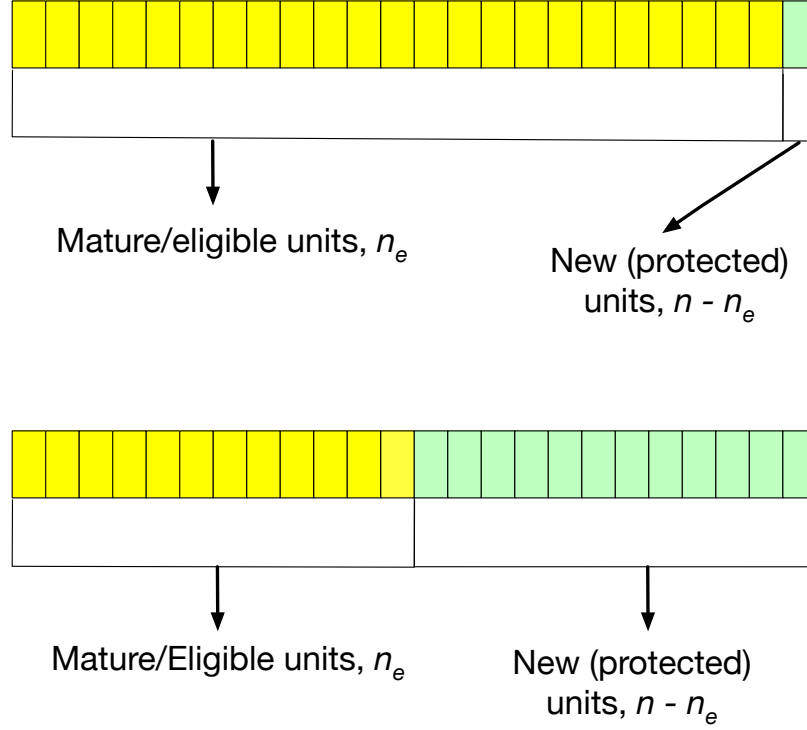 Mature/eligible units, nₑ
New (protected)
units, n - nₑ
Mature/Eligible units, nₑ
New (protected)
units, n - nₑ